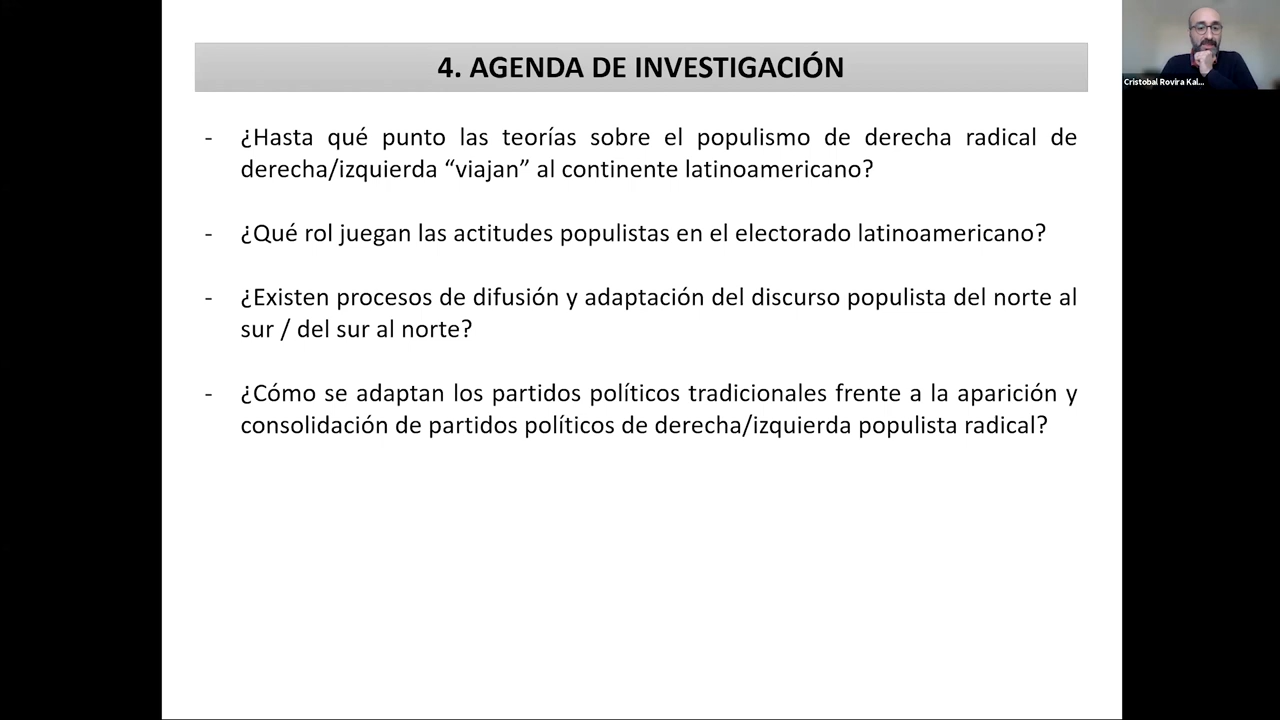 4. AGENDA DE INVESTIGACIÓN
Cristobal Rovira Kal...
- ¿Hasta qué punto las teorías sobre el populismo de derecha radical de
derecha/izquierda “viajan” al continente latinoamericano?
- ¿Qué rol juegan las actitudes populistas en el electorado latinoamericano?
- ¿Existen procesos de difusión y adaptación del discurso populista del norte al
sur / del sur al norte?
- ¿Cómo se adaptan los partidos políticos tradicionales frente a la aparición y
consolidación de partidos políticos de derecha/izquierda populista radical?